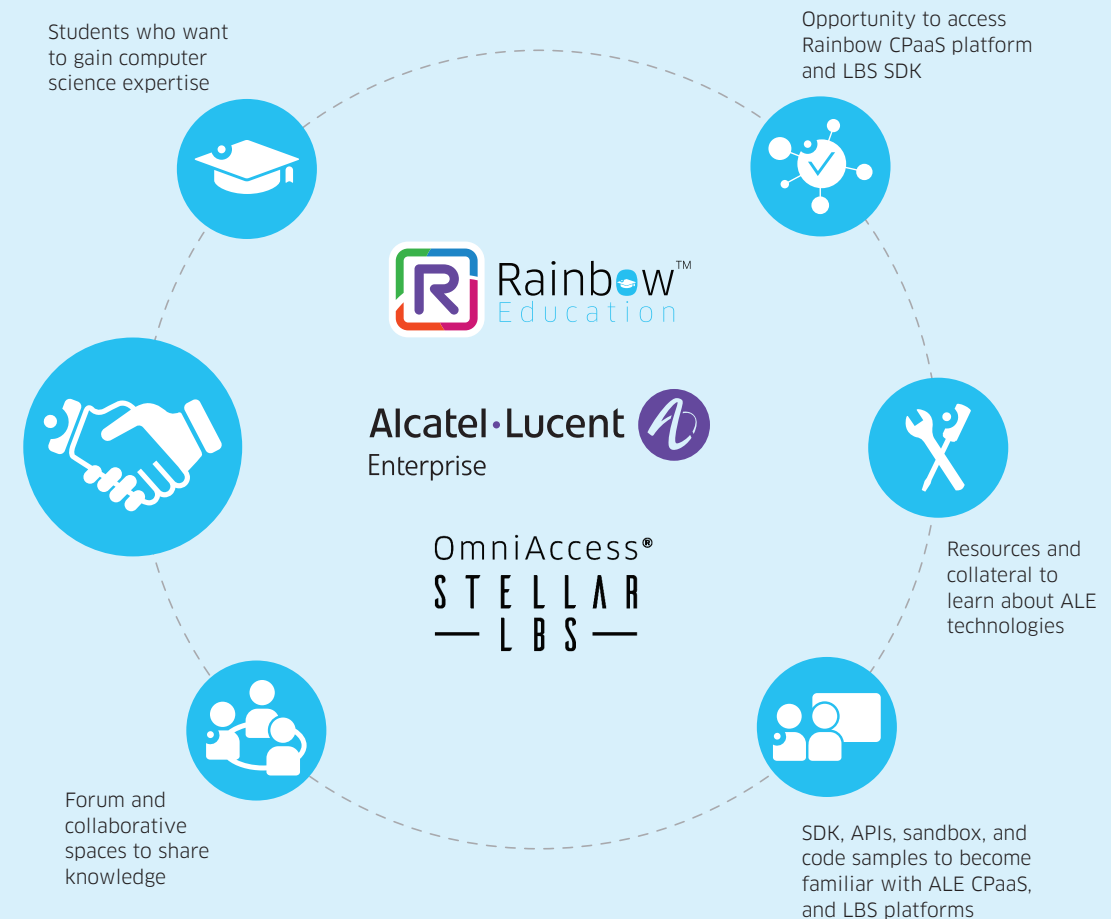 Students who want
to gain computer
science expertise
Opportunity to access
Rainbow CPaaS platform
and LBS SDK
R
Rainbow™
Education
Alcatel·Lucent
Enterprise
OmniAccess®
STELLAR
LBS
Resources and
collateral to
learn about ALE
technologies
Forum and
collaborative
spaces to share
knowledge
SDK, APIs, sandbox, and
code samples to become
familiar with ALE CPaaS,
and LBS platforms